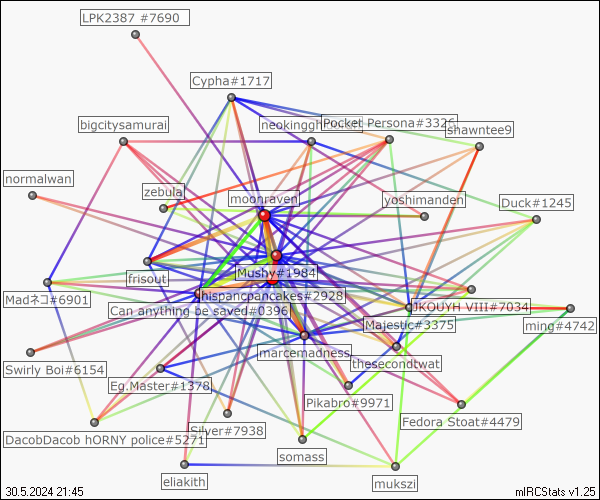 LPK2387 #7690
Cypha#1717
bigcitysamurai
Pocket Persona#3326
shawntee9
normalwan
zebula
moonraven
yoshimanden
Duck#1245
frisout
Mushy#1984
Madネコ#6901
hispancpancakes#2928
JKOUYH VIII#7034
Can anything be saved#0396
Majestic#3375
ming#4742
marcemadness
thesecondtwat
Swirly Boi#6154
Eg.Master#1378
Pikabro#9971
Fedora Stoat#4479
Silver#7938
DacobDacob hORNY police#5271
somass
eliakith
mukszi
30.5.2024 21:45
mIRCStats v1.25